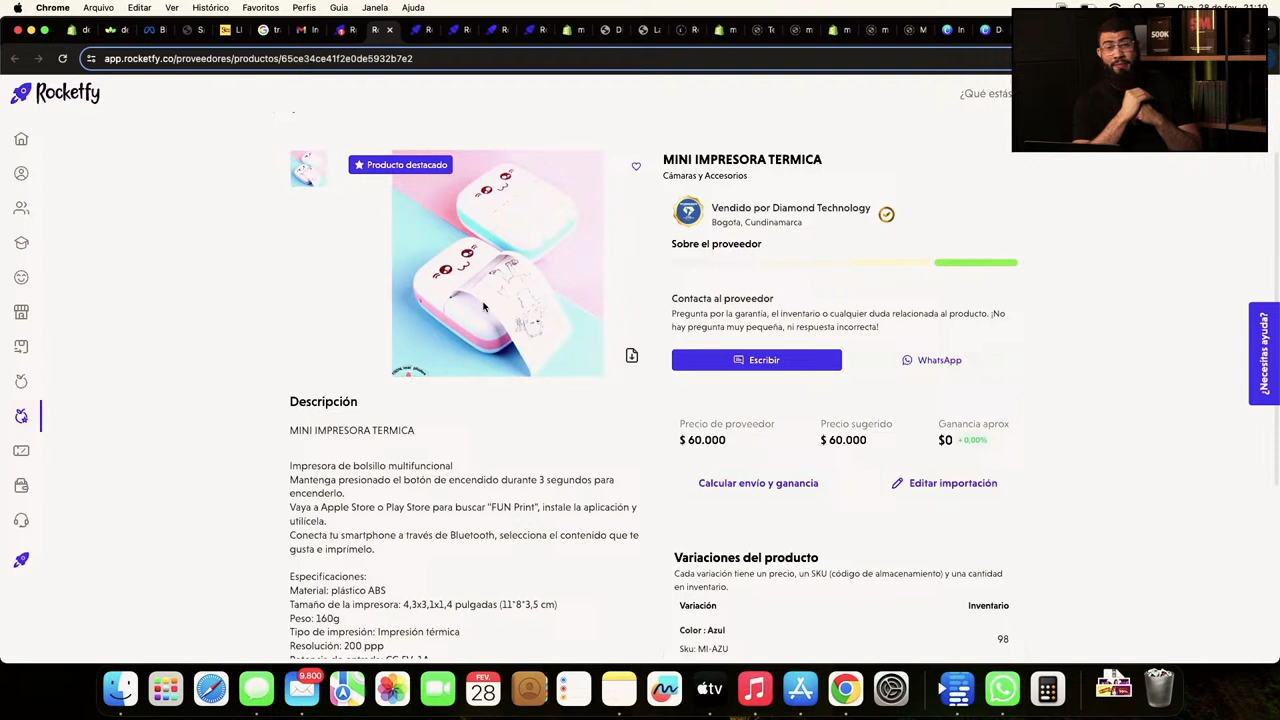 Chrome Arquivo Editar Ver Histórico Favoritos Perfis Guia Janela Ajuda
app.rocketfy.co/proveedores/productos/65ce34ce41f2e0de5932b7e2
Rocketfy
¿Qué estás
500K
5M
Producto destacado
MINI IMPRESORA TERMICA
Cámaras y Accesorios
Vendido por Diamond Technology
Bogota, Cundinamarca
Sobre el proveedor
Contacta al proveedor
Pregunta por la garantía, el inventario o cualquier duda relacionada al producto. ¡No
hay pregunta muy pequeña, ni respuesta incorrecta!
Escribir
WhatsApp
¿Necesitas ayuda?
Precio de proveedor Precio sugerido Ganancia aprox
$ 60.000 $ 60.000 $0 +0,00%
Calcular envío y ganancia
Editar importación
Descripción
MINI IMPRESORA TERMICA
Impresora de bolsillo multifuncional
Mantenga presionado el botón de encendido durante 3 segundos para
encenderlo.
Vaya a Apple Store o Play Store para buscar "FUN Print", instale la aplicación y
utilícela.
Conecta tu smartphone a través de Bluetooth, selecciona el contenido que te
gusta e imprímelo.
Especificaciones:
Material: plástico ABS
Tamaño de la impresora: 4,3x3,1x1,4 pulgadas (11*8*3,5 cm)
Peso: 160g
Tipo de impresión: Impresión térmica
Resolución: 200 ppp
Variaciones del producto
Cada variación tiene un precio, un SKU (código de almacenamiento) y una cantidad
en inventario.
Variación Inventario
Color : Azul
98
Sku: MI-AZU
9.800
FEV
28
tv